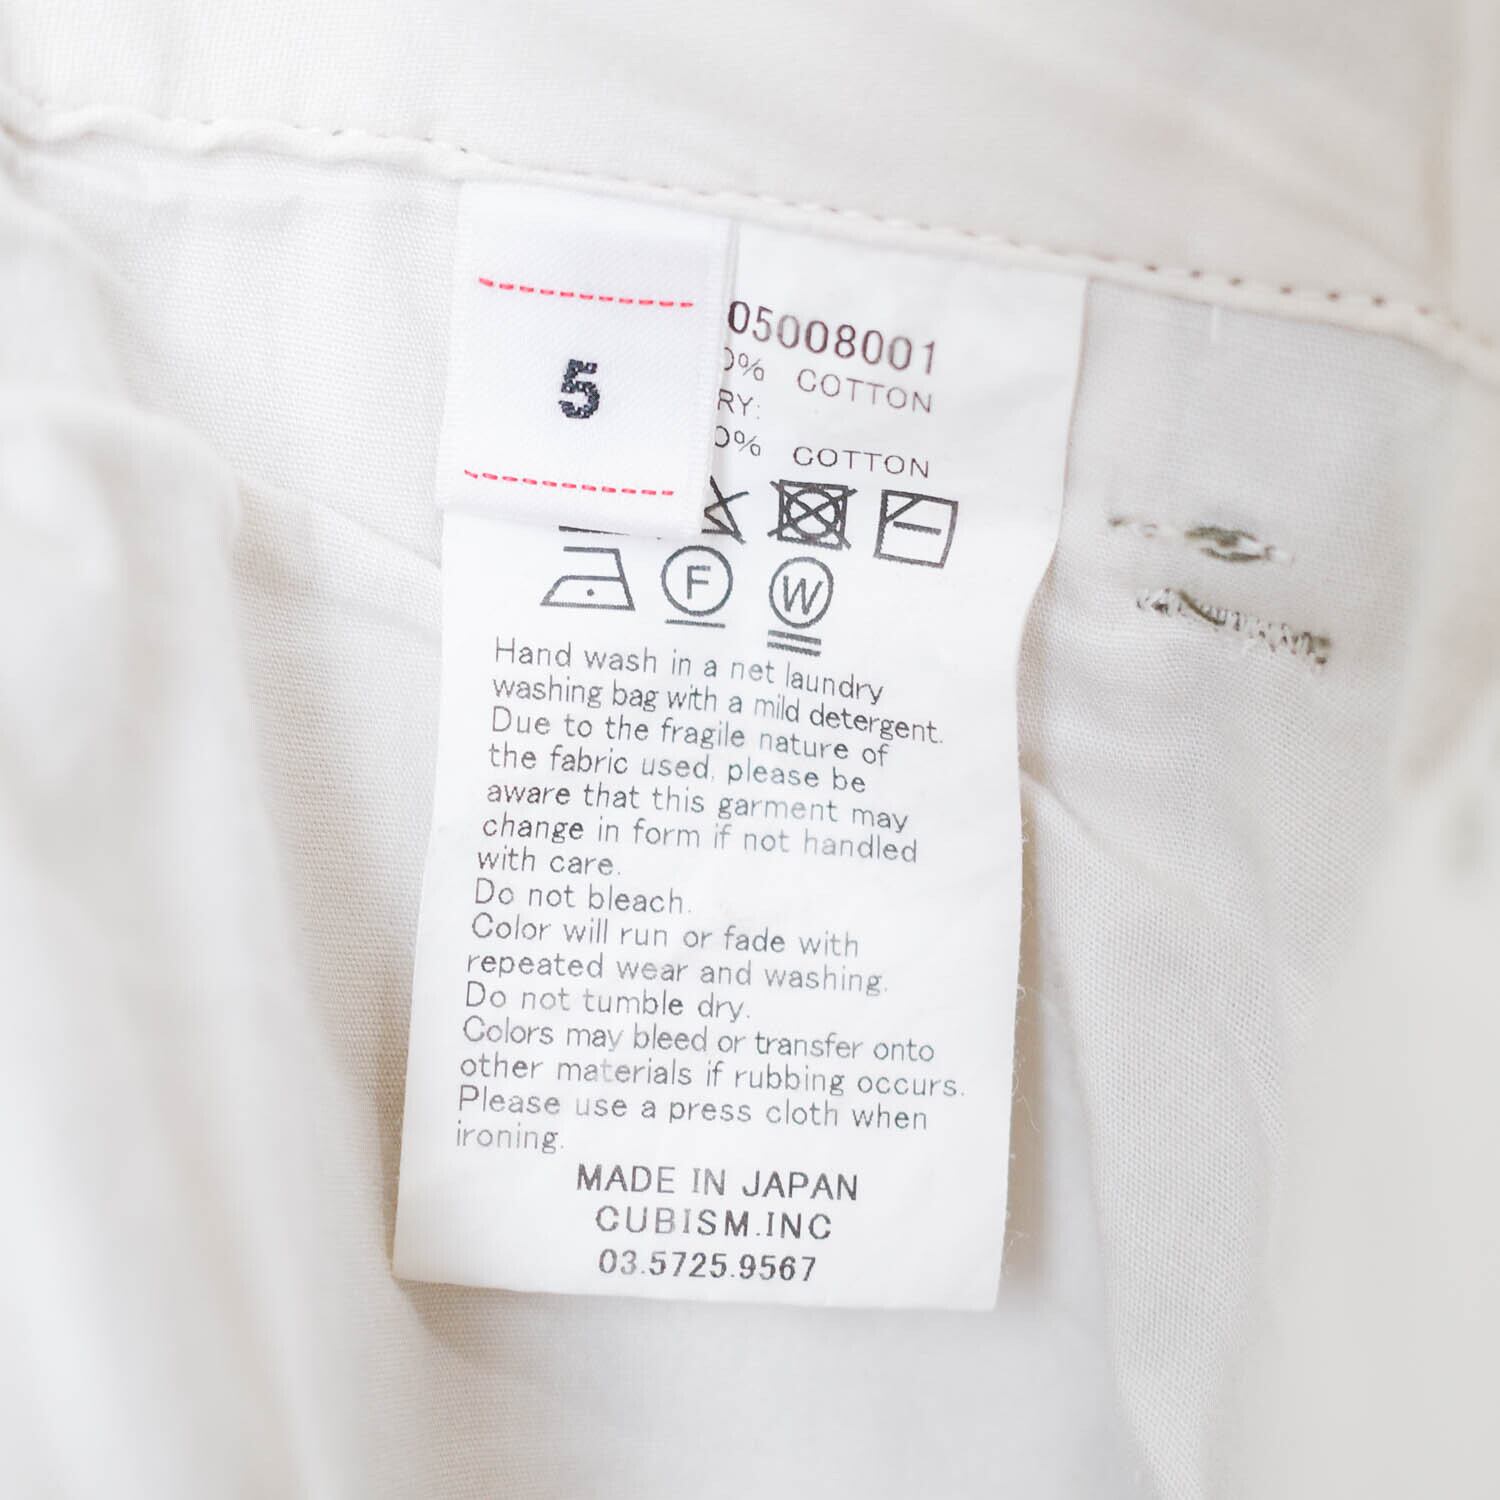 5
05008001
0% COTTON
RY:
0% COTTON
F W
Hand wash in a net laundry
washing bag with a mild detergent.
Due to the fragile nature of
the fabric used, please be
aware that this garment may
change in form if not handled
with care.
Do not bleach.
Color will run or fade with
repeated wear and washing.
Do not tumble dry.
Colors may bleed or transfer onto
other materials if rubbing occurs.
Please use a press cloth when
ironing.
MADE IN JAPAN
CUBISM.INC
03.5725.9567